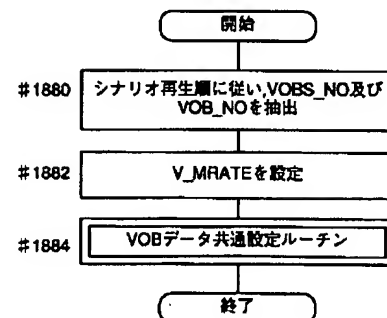 開始
#1880
シナリオ再生順に従い,VOBS_NO及び
VOB_NOを抽出
#1882
V_MRATEを設定
#1884
VOBデータ共通設定ルーチン
終了